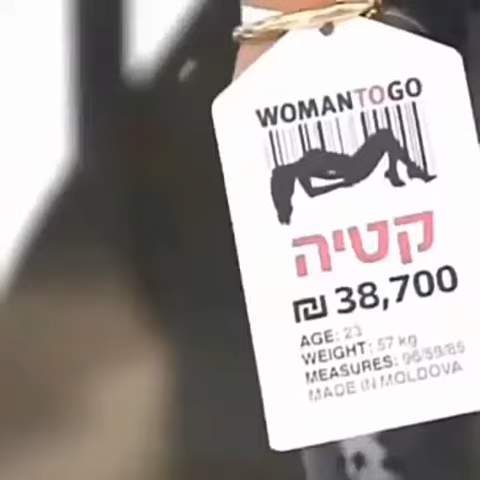 WOMANTOGO
קטיה
₪ 38,700
AGE: 23
WEIGHT: 57 kg
MEASURES: 96/59/85
MADE IN MOLDOVA